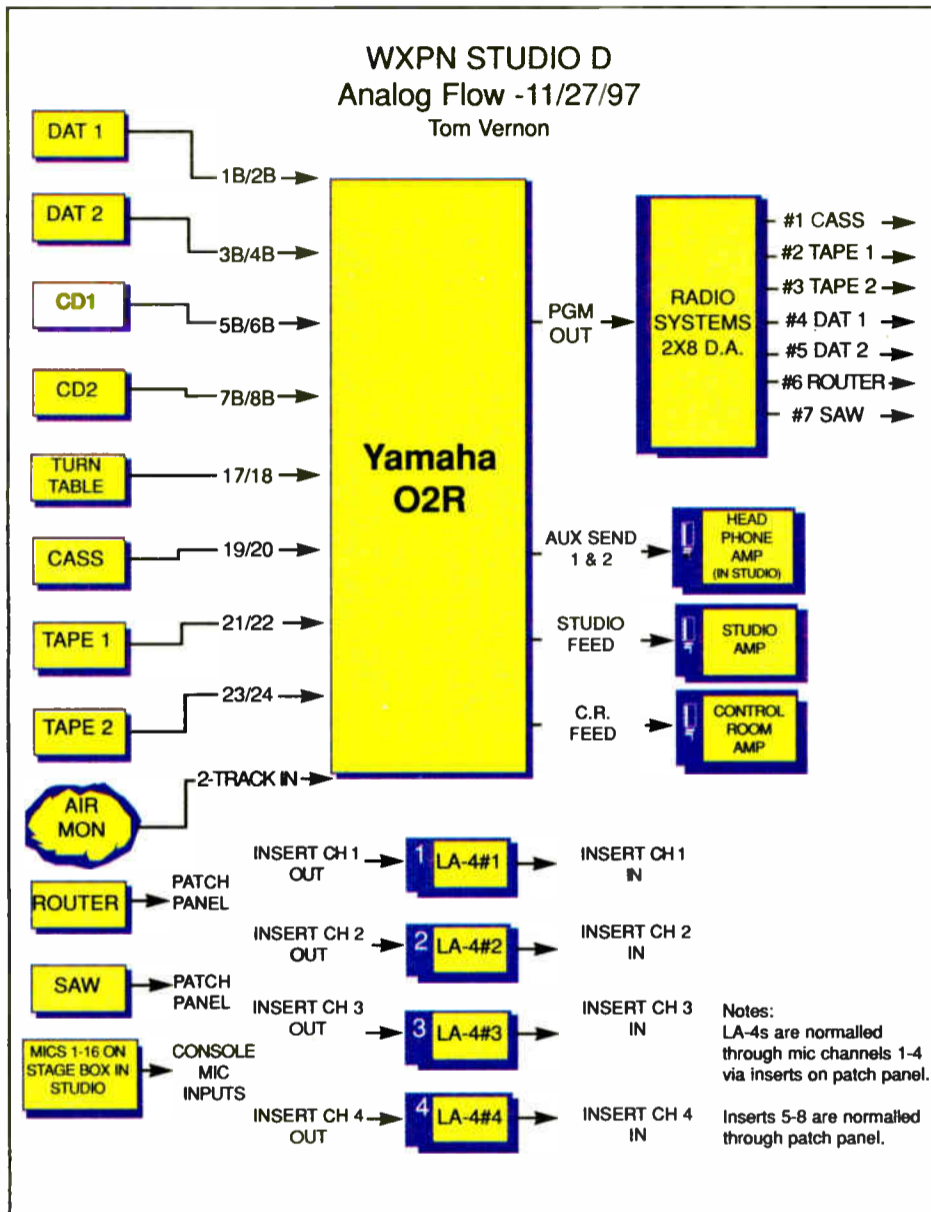 WXPN STUDIO D
Analog Flow -11/27/97
Tom Vernon
DAT 1
1B/2B
DAT 2
3B/4B
CD1
5B/6B
CD2
7B/8B
TURN
TABLE
17/18
CASS
19/20
TAPE 1
21/22
TAPE 2
23/24
AIR
MON
2-TRACK IN
ROUTER
PATCH
PANEL
SAW
PATCH
PANEL
MICS 1-16 ON
STAGE BOX IN
STUDIO
CONSOLE
MIC
INPUTS
Yamaha
O2R
PGM
OUT
RADIO
SYSTEMS
2X8 D.A.
#1 CASS
#2 TAPE 1
#3 TAPE 2
#4 DAT 1
#5 DAT 2
#6 ROUTER
#7 SAW
AUX SEND
1 & 2
HEAD
PHONE
AMP
(IN STUDIO)
STUDIO
FEED
STUDIO
AMP
C.R.
FEED
CONTROL
ROOM
AMP
INSERT CH 1
OUT
1
LA-4#1
INSERT CH 1
IN
INSERT CH 2
OUT
2
LA-4#2
INSERT CH 2
IN
INSERT CH 3
OUT
3
LA-4#3
INSERT CH 3
IN
INSERT CH 4
OUT
4
LA-4#4
INSERT CH 4
IN
Notes:
LA-4s are normalled
through mic channels 1-4
via inserts on patch panel.
Inserts 5-8 are normalled
through patch panel.